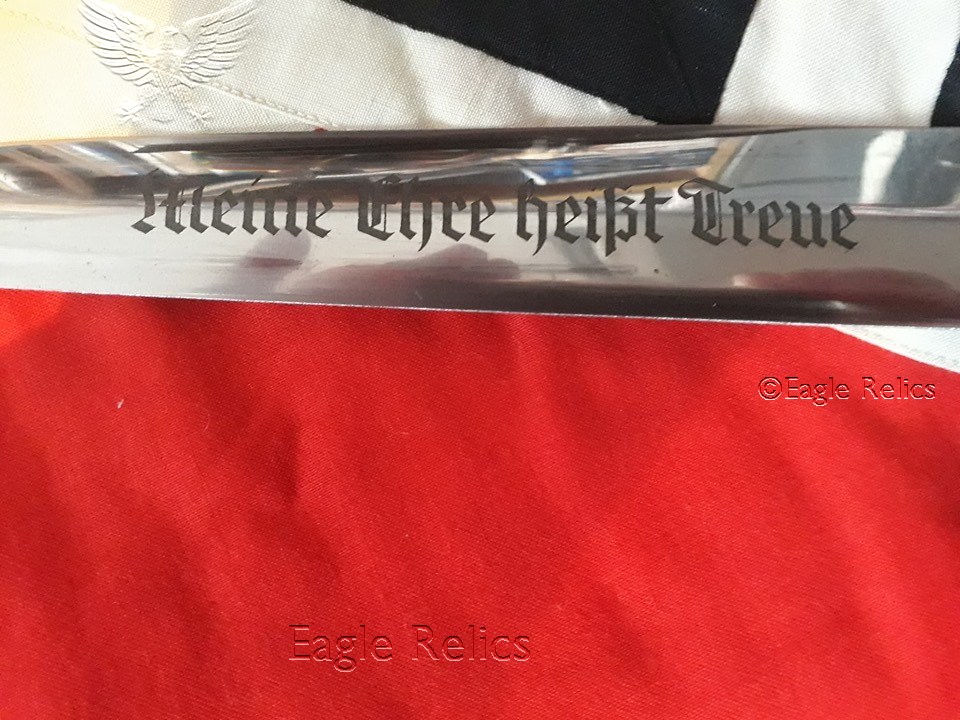 Meine Ehre heißt Treue
©Eagle Relics
Eagle Relics